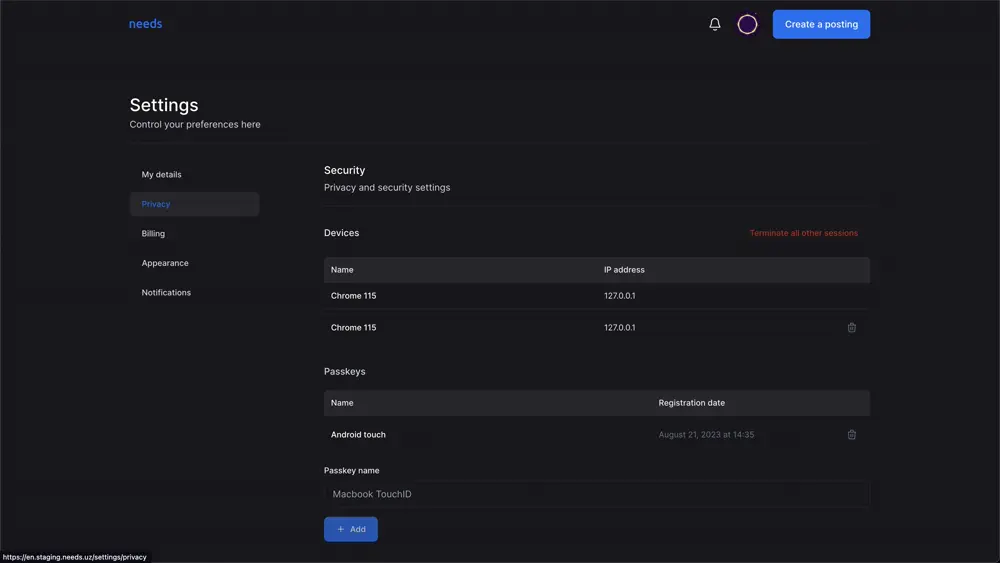 needs
Create a posting
Settings
Control your preferences here
My details
Privacy
Billing
Appearance
Notifications
Security
Privacy and security settings
Devices
Terminate all other sessions
Name IP address
Chrome 115 127.0.0.1
Chrome 115 127.0.0.1
Passkeys
Name Registration date
Android touch August 21, 2023 at 14:35
Passkey name
Macbook TouchID
+ Add
https://en.staging.needs.uz/settings/privacy